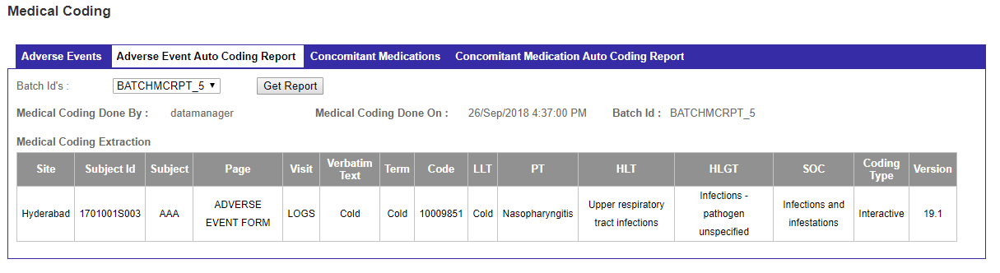 Medical Coding
Adverse Events Adverse Event Auto Coding Report Concomitant Medications Concomitant Medication Auto Coding Report
Batch Id's : BATCHMCRPT_5 Get Report
Medical Coding Done By : datamanager Medical Coding Done On : 26/Sep/2018 4:37:00 PM Batch Id : BATCHMCRPT_5
Medical Coding Extraction
Site Subject Id Subject Page Visit Verbatim Text Term Code LLT PT HLT HLGT SOC Coding Type Version
Hyderabad 1701001S003 AAA ADVERSE EVENT FORM LOGS Cold Cold 10009851 Cold Nasopharyngitis Upper respiratory tract infections Infections - pathogen unspecified Infections and infestations Interactive 19.1